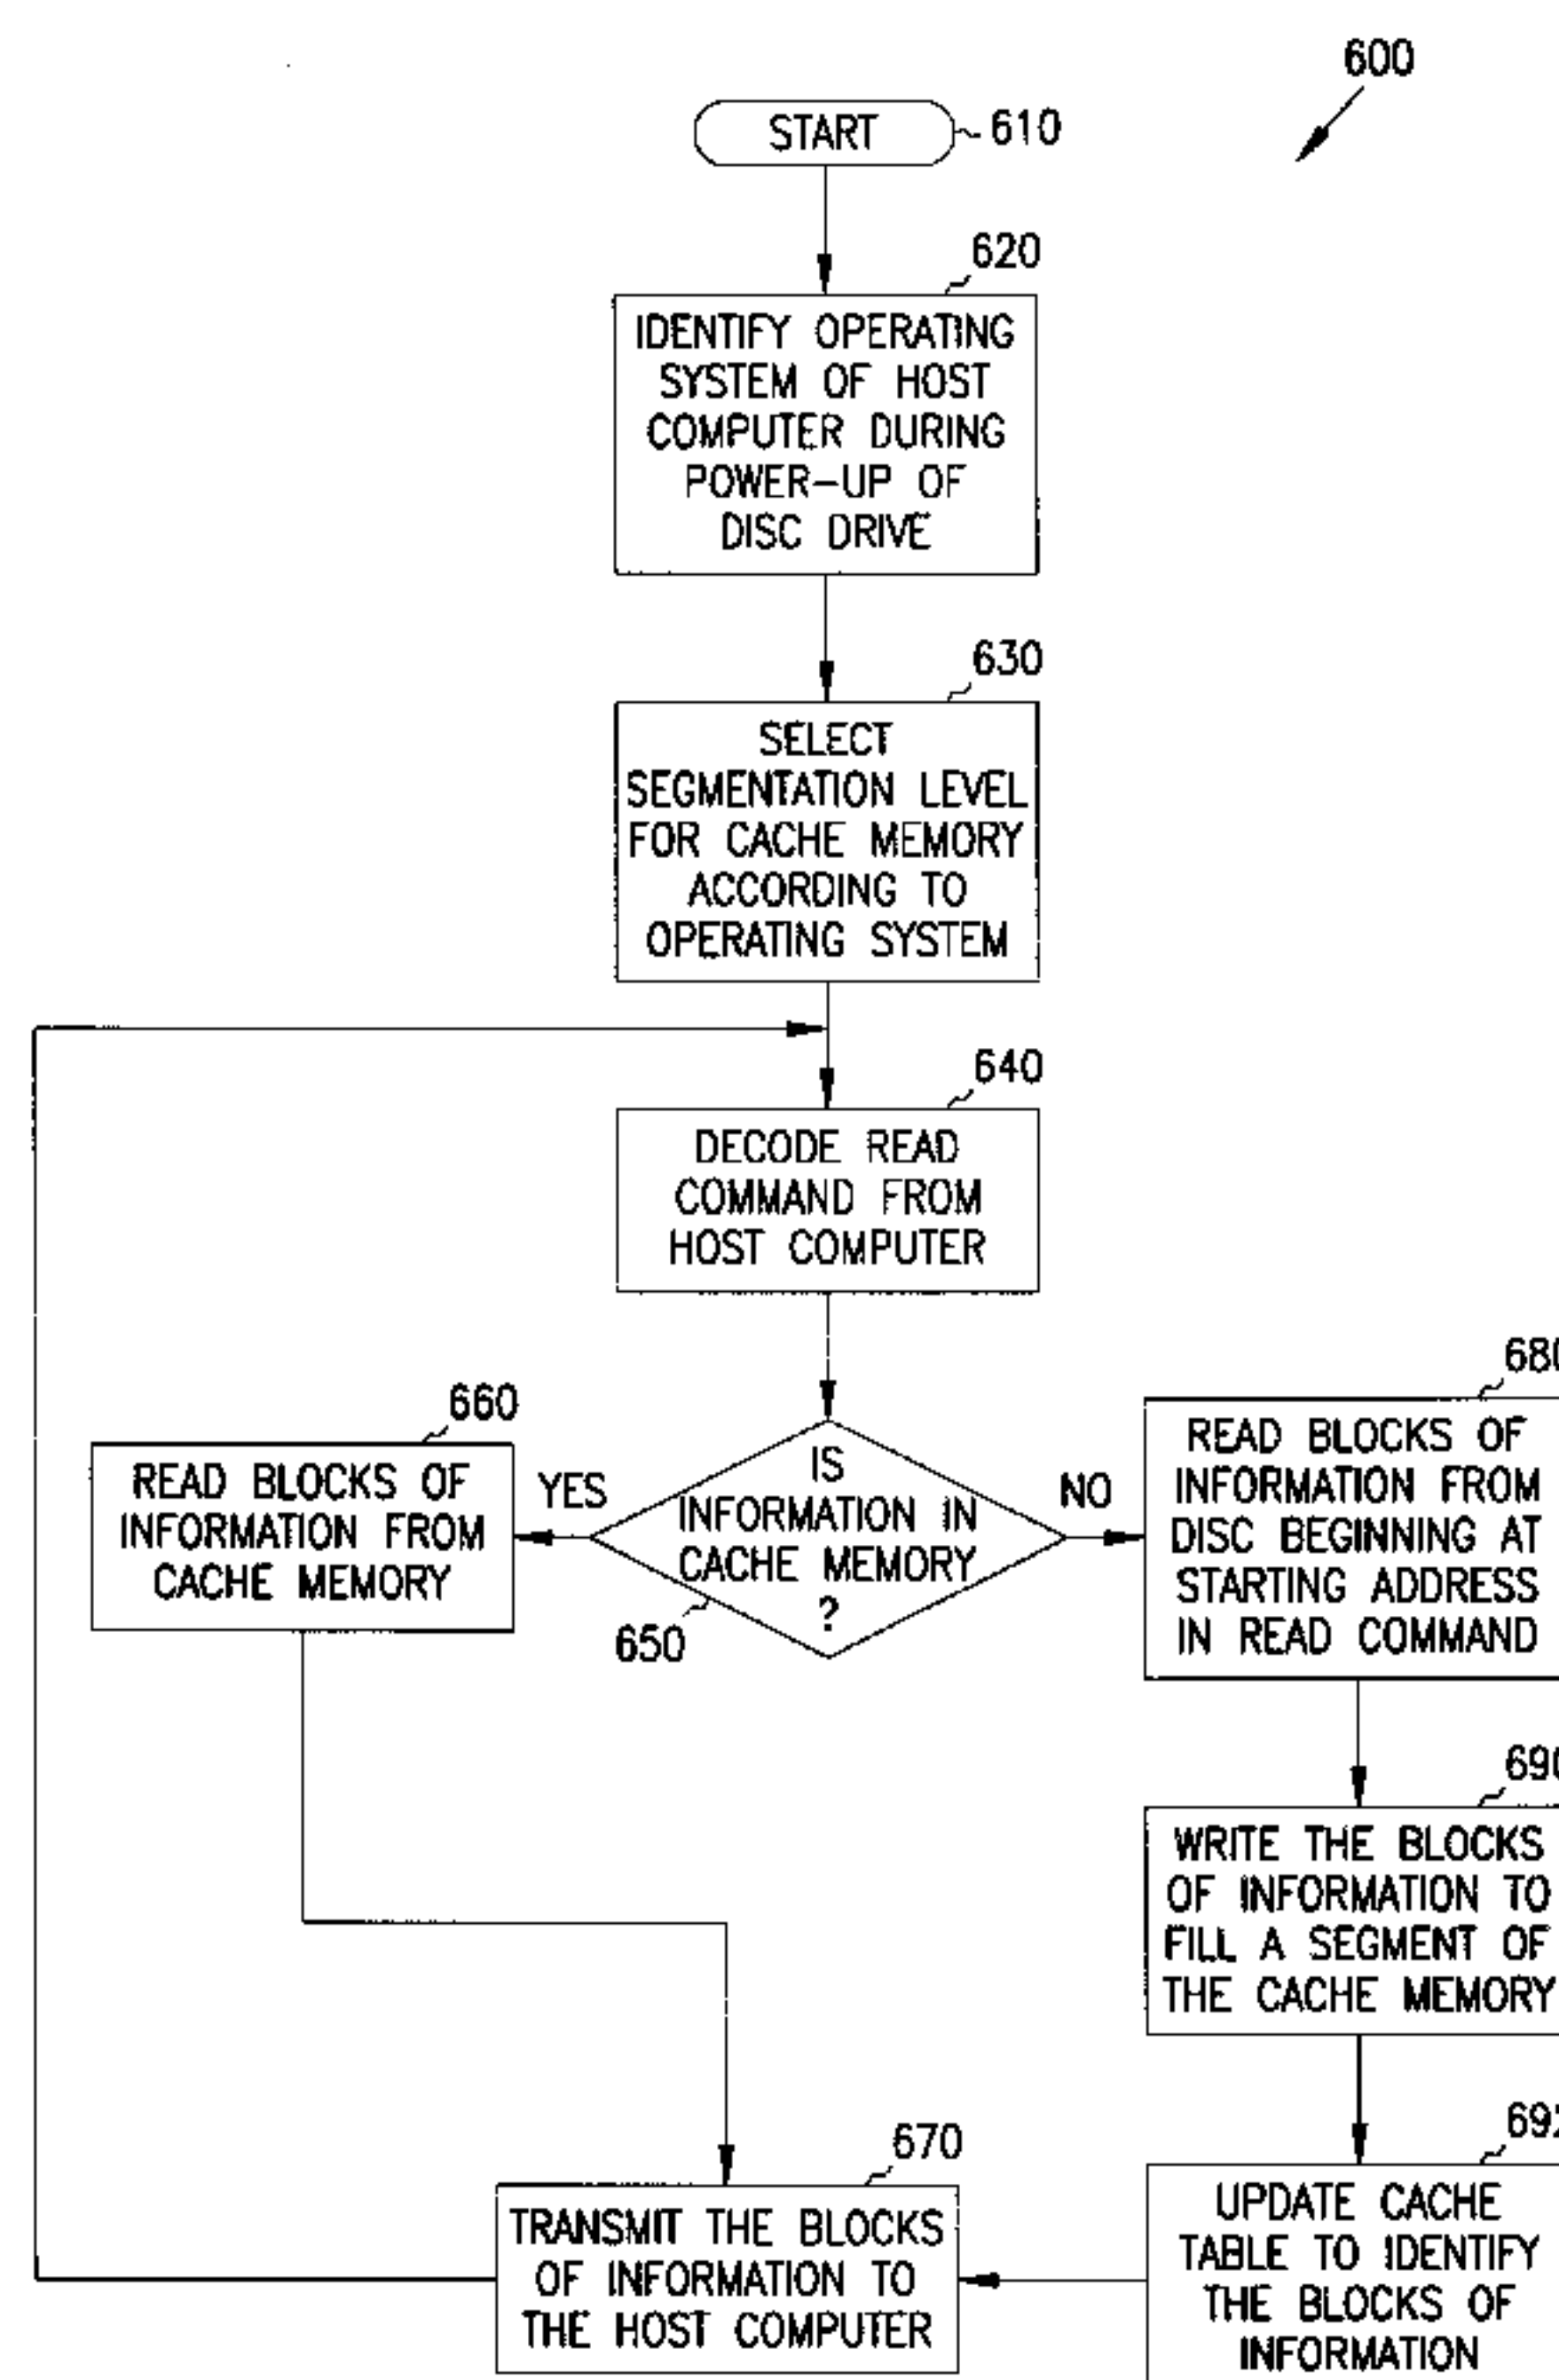 600
START
610
620
IDENTIFY OPERATING
SYSTEM OF HOST
COMPUTER DURING
POWER-UP OF
DISC DRIVE
630
SELECT
SEGMENTATION LEVEL
FOR CACHE MEMORY
ACCORDING TO
OPERATING SYSTEM
640
DECODE READ
COMMAND FROM
HOST COMPUTER
660
READ BLOCKS OF
INFORMATION FROM
CACHE MEMORY
YES
IS
INFORMATION IN
CACHE MEMORY
?
650
NO
680
READ BLOCKS OF
INFORMATION FROM
DISC BEGINNING AT
STARTING ADDRESS
IN READ COMMAND
690
WRITE THE BLOCKS
OF INFORMATION TO
FILL A SEGMENT OF
THE CACHE MEMORY
692
UPDATE CACHE
TABLE TO IDENTIFY
THE BLOCKS OF
INFORMATION
670
TRANSMIT THE BLOCKS
OF INFORMATION TO
THE HOST COMPUTER